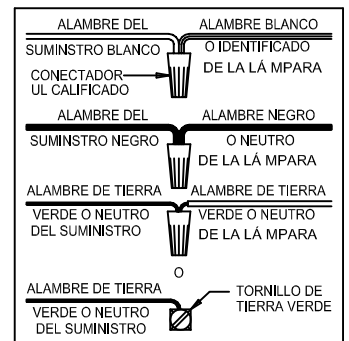 ALAMBRE DEL ALAMBRE BLANCO
SUMINSTRO BLANCO O IDENTIFICADO
CONECTADOR DE LA LÁ MPARA
UL CALIFICADO
ALAMBRE DEL ALAMBRE NEGRO
SUMINSTRO NEGRO O NEUTRO
DE LA LÁ MPARA
ALAMBRE DE TIERRA ALAMBRE DE TIERRA
VERDE O NEUTRO VERDE O NEUTRO
DEL SUMINISTRO DE LA LÁ MPARA
O
ALAMBRE DE TIERRA TORNILLO DE
VERDE O NEUTRO TIERRA VERDE
DEL SUMINISTRO